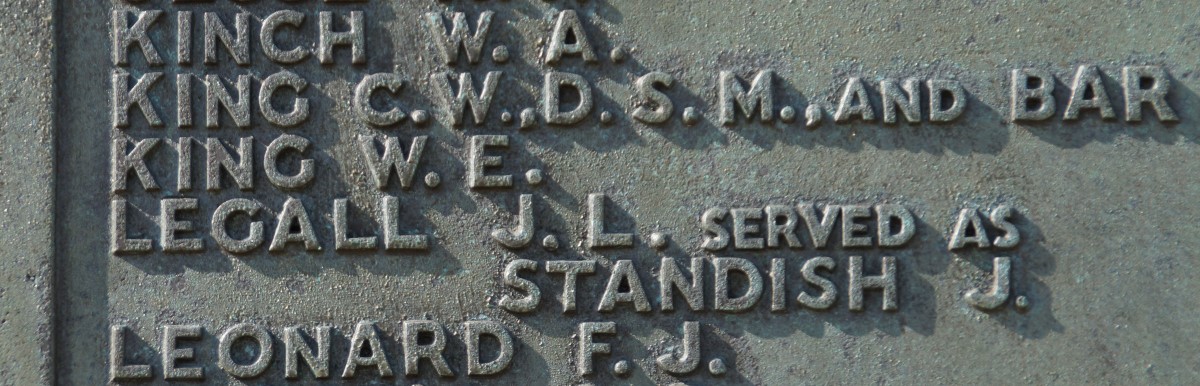 KINCH W. A.
KING C. W., D. S. M., AND BAR
KING W. E.
LEGALL J. L. SERVED AS
STANDISH J.
LEONARD F. J.